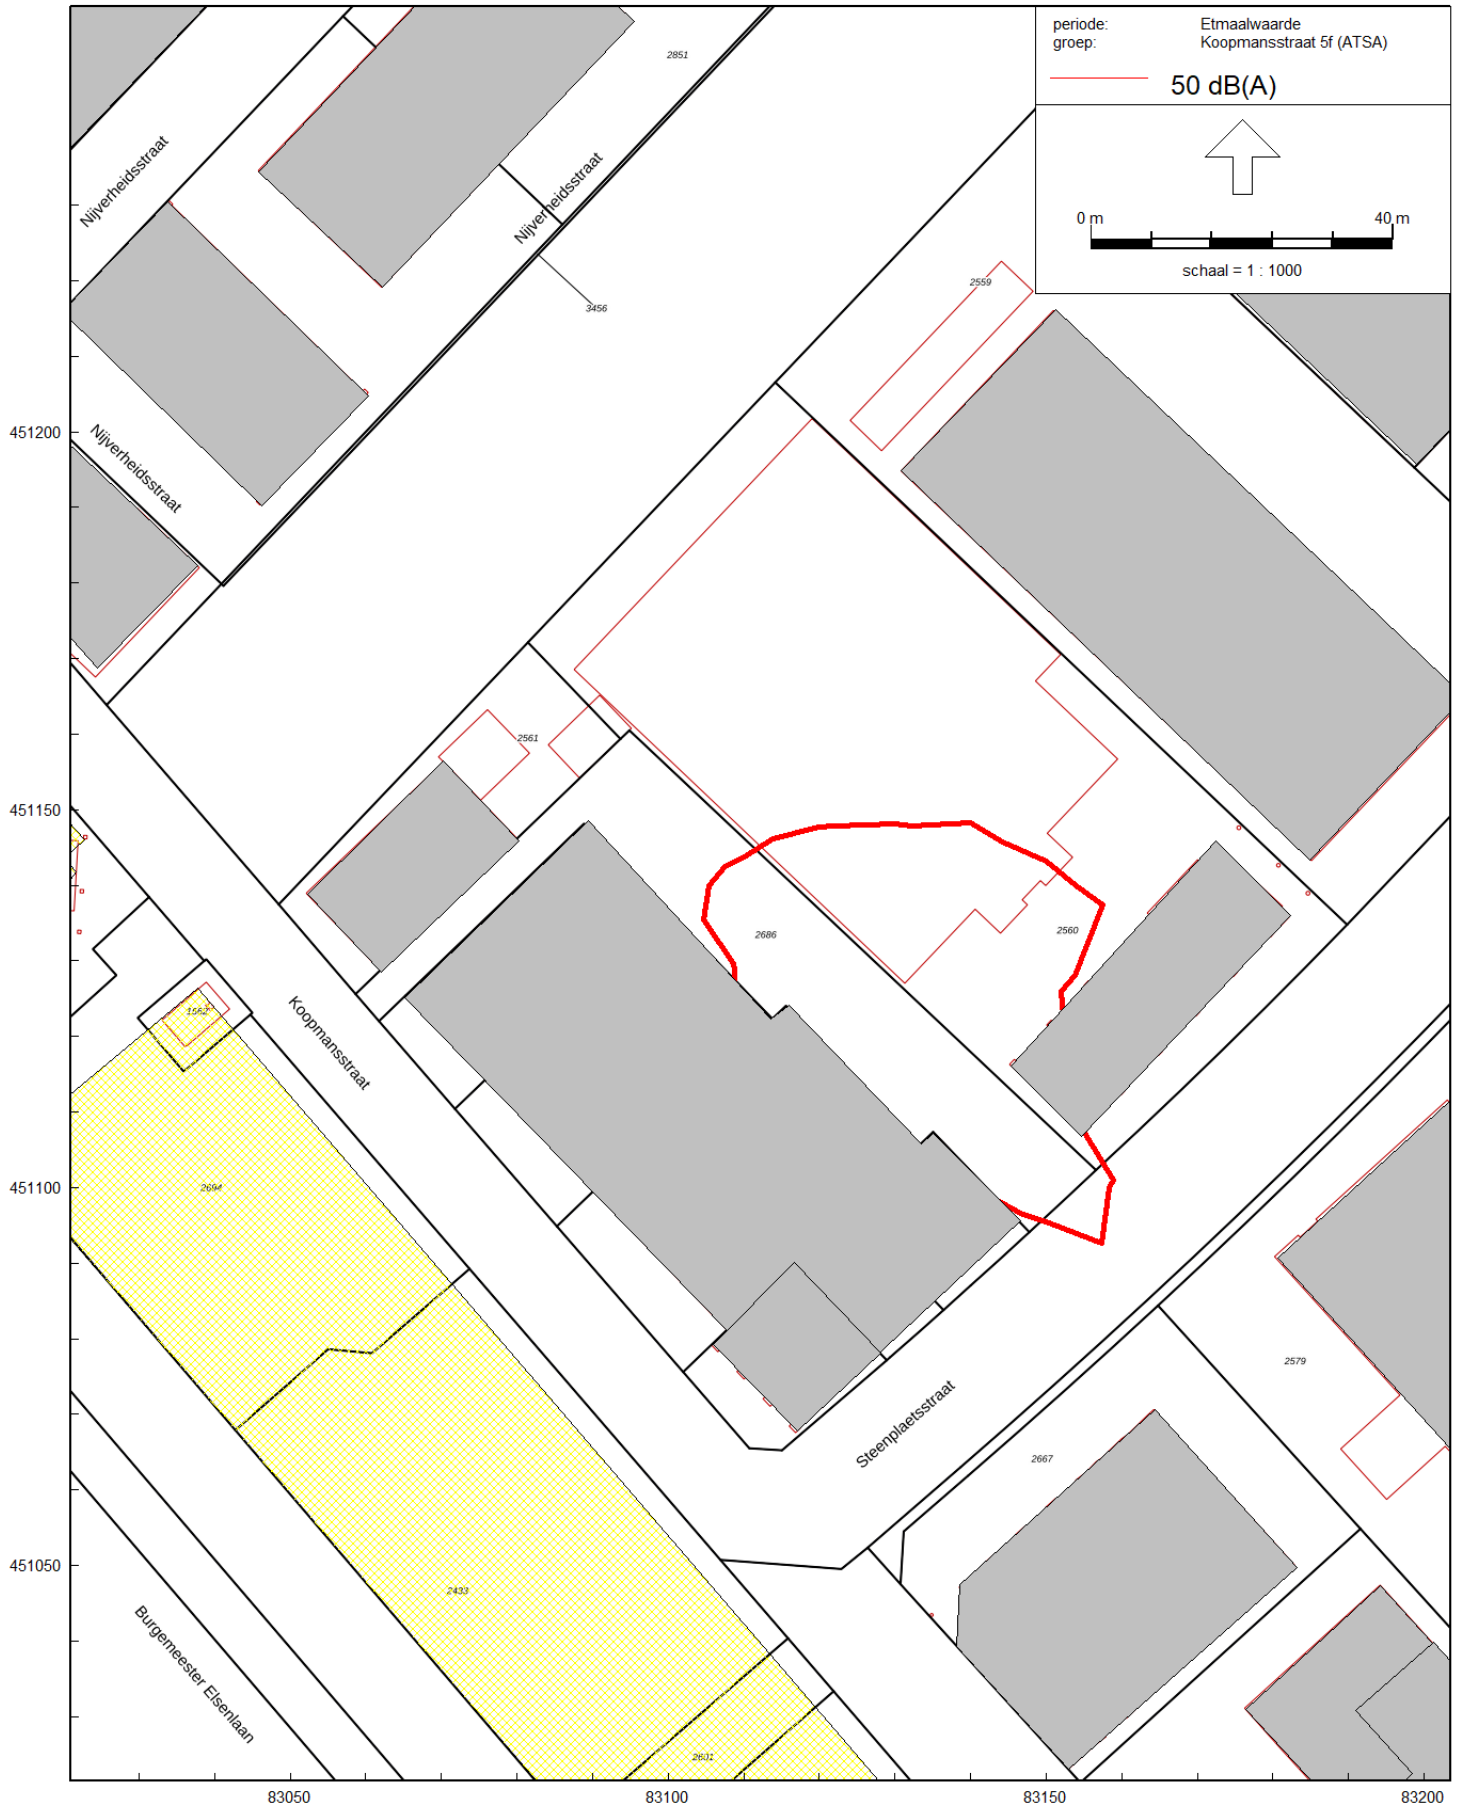 periode: Etmaalwaarde
groep: Koopmansstraat 5f (ATSA)
50 dB(A)
0 m 40 m
schaal = 1 : 1000
2851
Nijverheidsstraat
Nijverheidsstraat
2559
3456
451200
Nijverheidsstraat
2561
451150
2686
2560
1562
Koopmansstraat
451100
2694
2579
Steenplaetsstraat
2667
451050
2433
Burgemeester Elsenlaan
2601
83050 83100 83150 83200